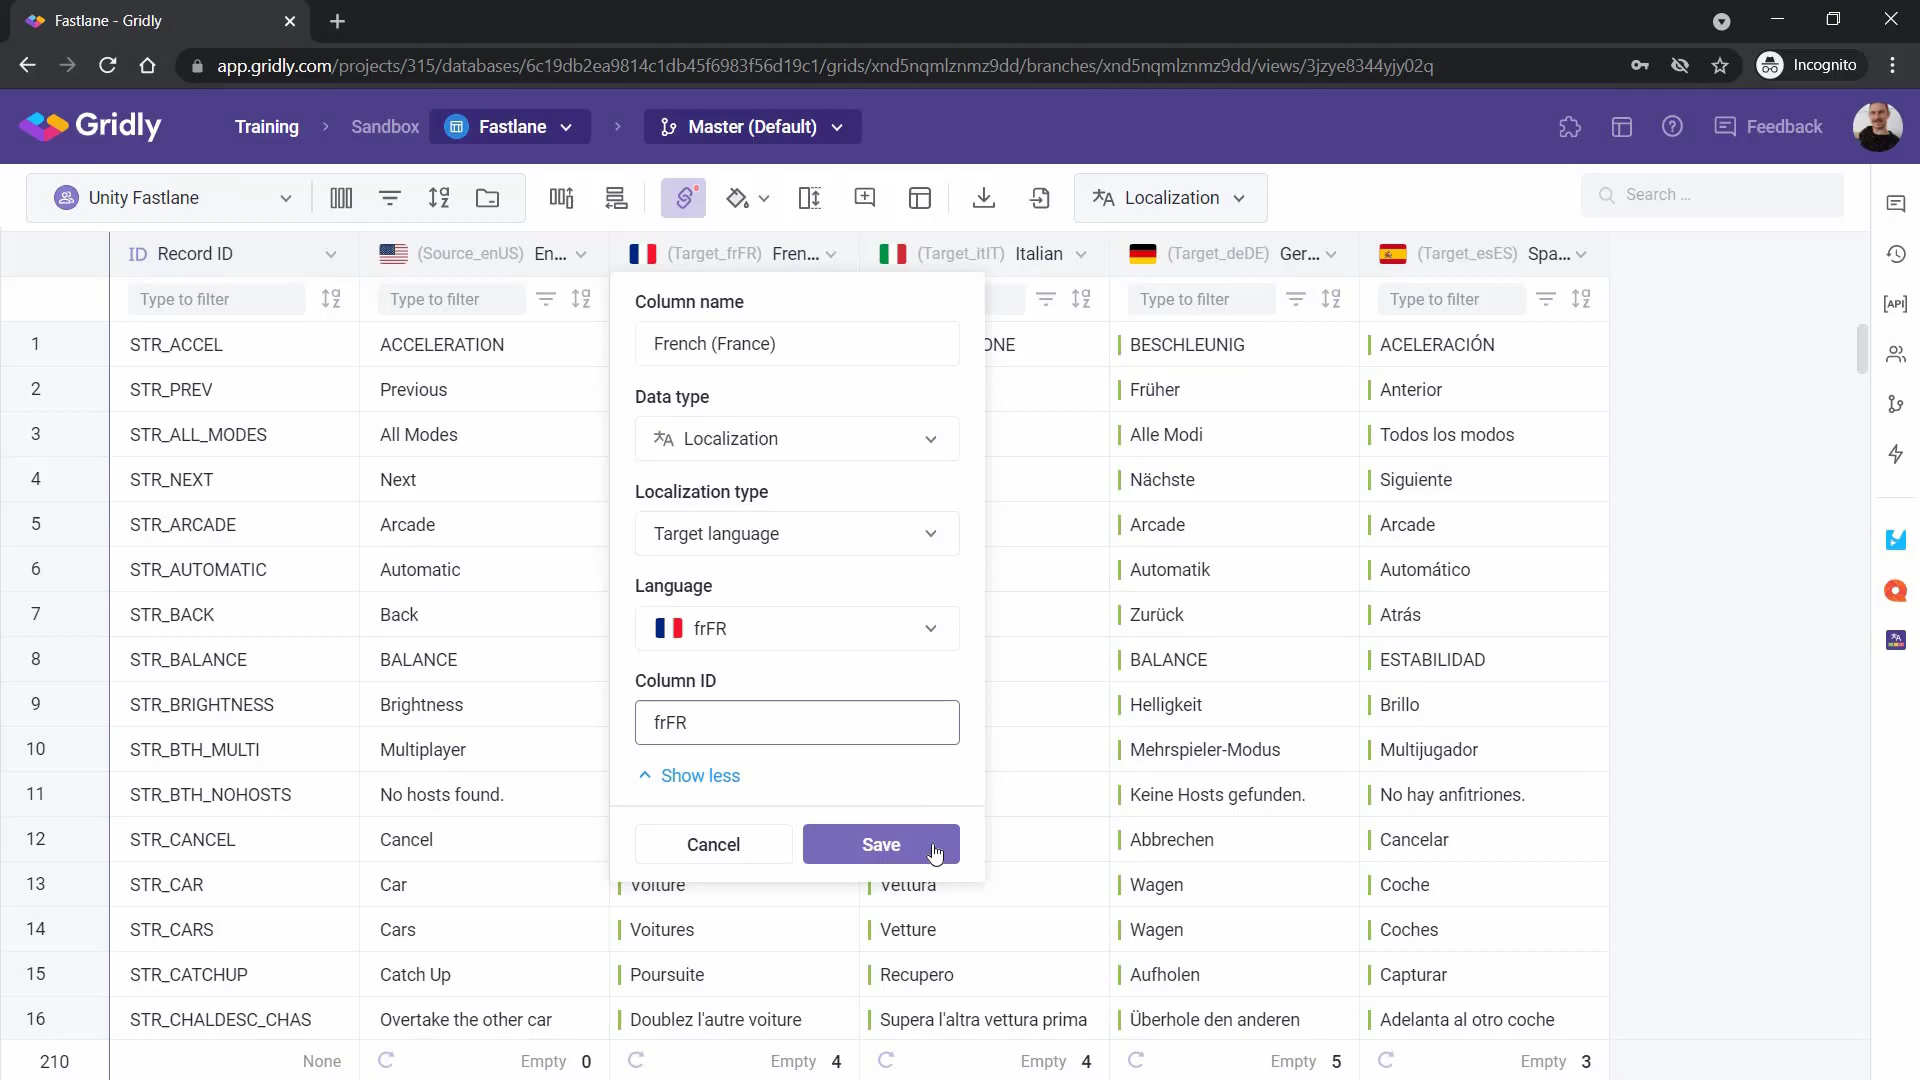 Fastlane - Gridly
app.gridly.com/projects/315/databases/6c19db2ea9814c1db45f6983f56d19c1/grids/xnd5nqmlznmz9dd/branches/xnd5nqmlznmz9dd/views/3jzye8344yjy02q
Incognito
Gridly Training > Sandbox Fastlane > Master (Default) Feedback
Unity Fastlane Localization Search ...
ID Record ID (Source_enUS) En... (Target_frFR) Fren... (Target_itIT) Italian (Target_deDE) Ger... (Target_esES) Spa...
Type to filter Type to filter Type to filter Type to filter
Column name
French (France)
Data type
Localization
Localization type
Target language
Language
frFR
Column ID
frFR
Show less
Cancel Save
1 STR_ACCEL ACCELERATION ONE BESCHLEUNIG ACELERACIÓN
2 STR_PREV Previous Früher Anterior
3 STR_ALL_MODES All Modes Alle Modi Todos los modos
4 STR_NEXT Next Nächste Siguiente
5 STR_ARCADE Arcade Arcade Arcade
6 STR_AUTOMATIC Automatic Automatik Automático
7 STR_BACK Back Zurück Atrás
8 STR_BALANCE BALANCE BALANCE ESTABILIDAD
9 STR_BRIGHTNESS Brightness Helligkeit Brillo
10 STR_BTH_MULTI Multiplayer Mehrspieler-Modus Multijugador
11 STR_BTH_NOHOSTS No hosts found. Keine Hosts gefunden. No hay anfitriones.
12 STR_CANCEL Cancel Abbrechen Cancelar
13 STR_CAR Car Voiture Vettura Wagen Coche
14 STR_CARS Cars Voitures Vetture Wagen Coches
15 STR_CATCHUP Catch Up Poursuite Recupero Aufholen Capturar
16 STR_CHALDESC_CHAS Overtake the other car Doublez l'autre voiture Supera l'altra vettura prima Überhole den anderen Adelanta al otro coche
210 None Empty 0 Empty 4 Empty 4 Empty 5 Empty 3
[API]